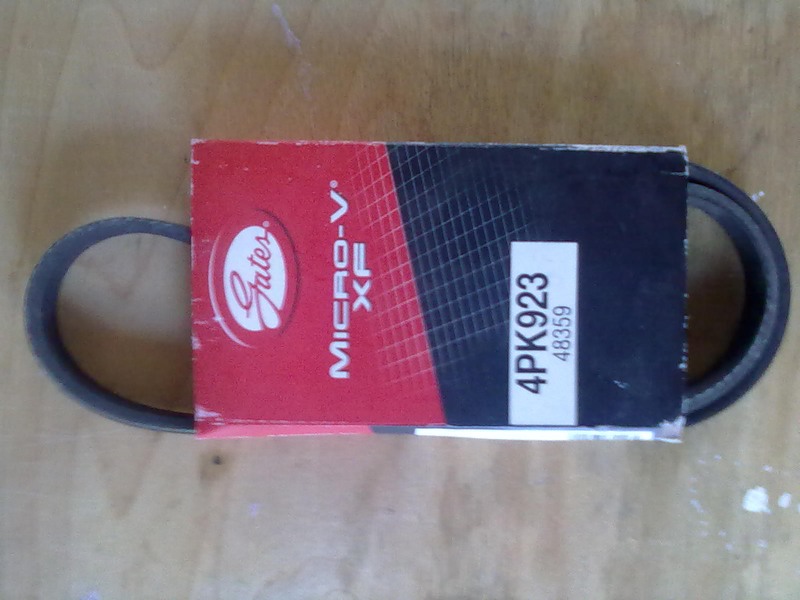 Gates®
MICRO-V®
XF
4PK923
48359